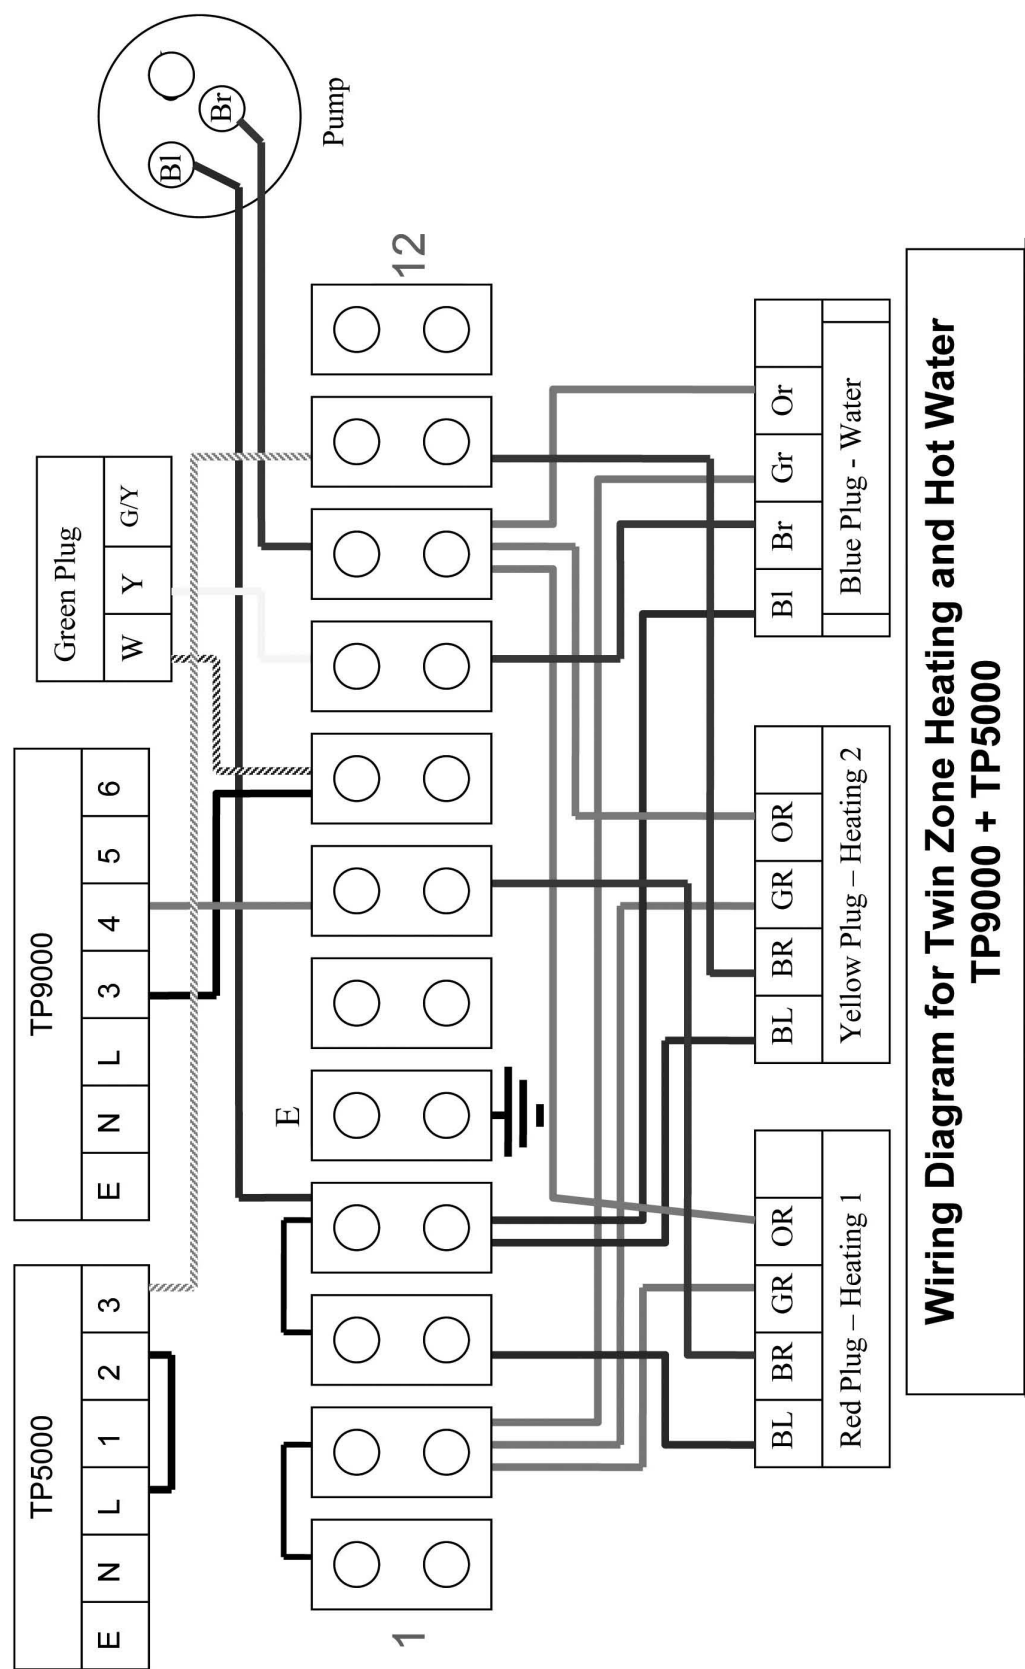 TP5000
E N L 1 2 3
TP9000
E N L 3 4 5 6
Green Plug
W Y G/Y
Bl
Br
Pump
E
1
12
BL BR GR OR
Red Plug – Heating 1
BL BR GR OR
Yellow Plug – Heating 2
Bl Br Gr Or
Blue Plug - Water
Wiring Diagram for Twin Zone Heating and Hot Water
TP9000 + TP5000